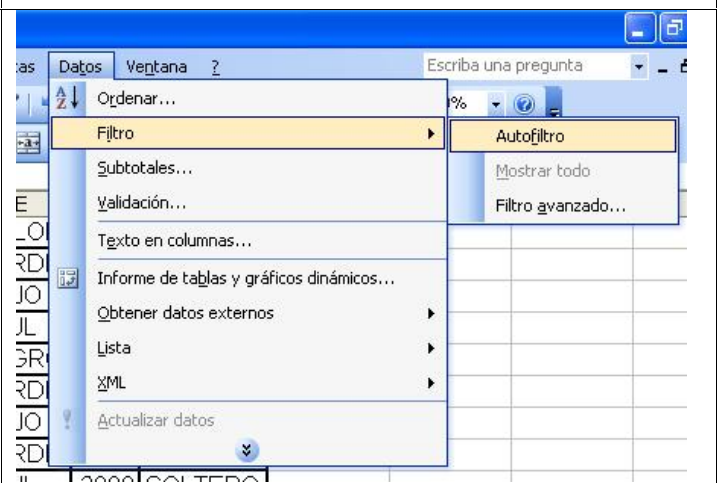 Datos Ventana ? Escriba una pregunta
Ordenar... %
Filtro Autofiltro
Subtotales... Mostrar todo
Validación... Filtro avanzado...
E
Texto en columnas...
Informe de tablas y gráficos dinámicos...
Obtener datos externos
Lista
XML
Actualizar datos
SOLTERO